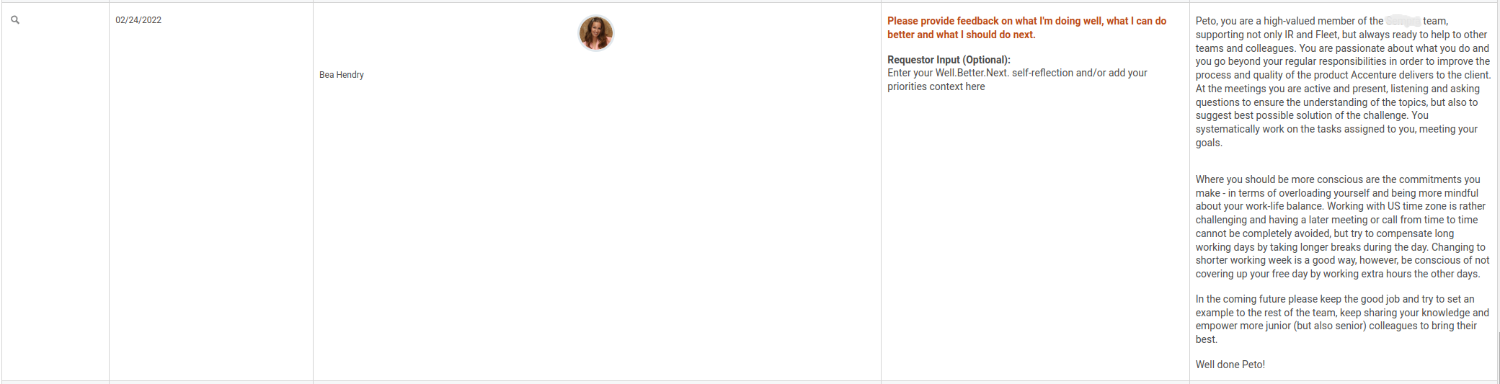 02/24/2022
Bea Hendry
Please provide feedback on what I'm doing well, what I can do
better and what I should do next.
Requestor Input (Optional):
Enter your Well.Better.Next. self-reflection and/or add your
priorities context here
Peto, you are a high-valued member of the team,
supporting not only IR and Fleet, but always ready to help to other
teams and colleagues. You are passionate about what you do and
you go beyond your regular responsibilities in order to improve the
process and quality of the product Accenture delivers to the client.
At the meetings you are active and present, listening and asking
questions to ensure the understanding of the topics, but also to
suggest best possible solution of the challenge. You
systematically work on the tasks assigned to you, meeting your
goals.
Where you should be more conscious are the commitments you
make - in terms of overloading yourself and being more mindful
about your work-life balance. Working with US time zone is rather
challenging and having a later meeting or call from time to time
cannot be completely avoided, but try to compensate long
working days by taking longer breaks during the day. Changing to
shorter working week is a good way, however, be conscious of not
covering up your free day by working extra hours the other days.
In the coming future please keep the good job and try to set an
example to the rest of the team, keep sharing your knowledge and
empower more junior (but also senior) colleagues to bring their
best.
Well done Peto!